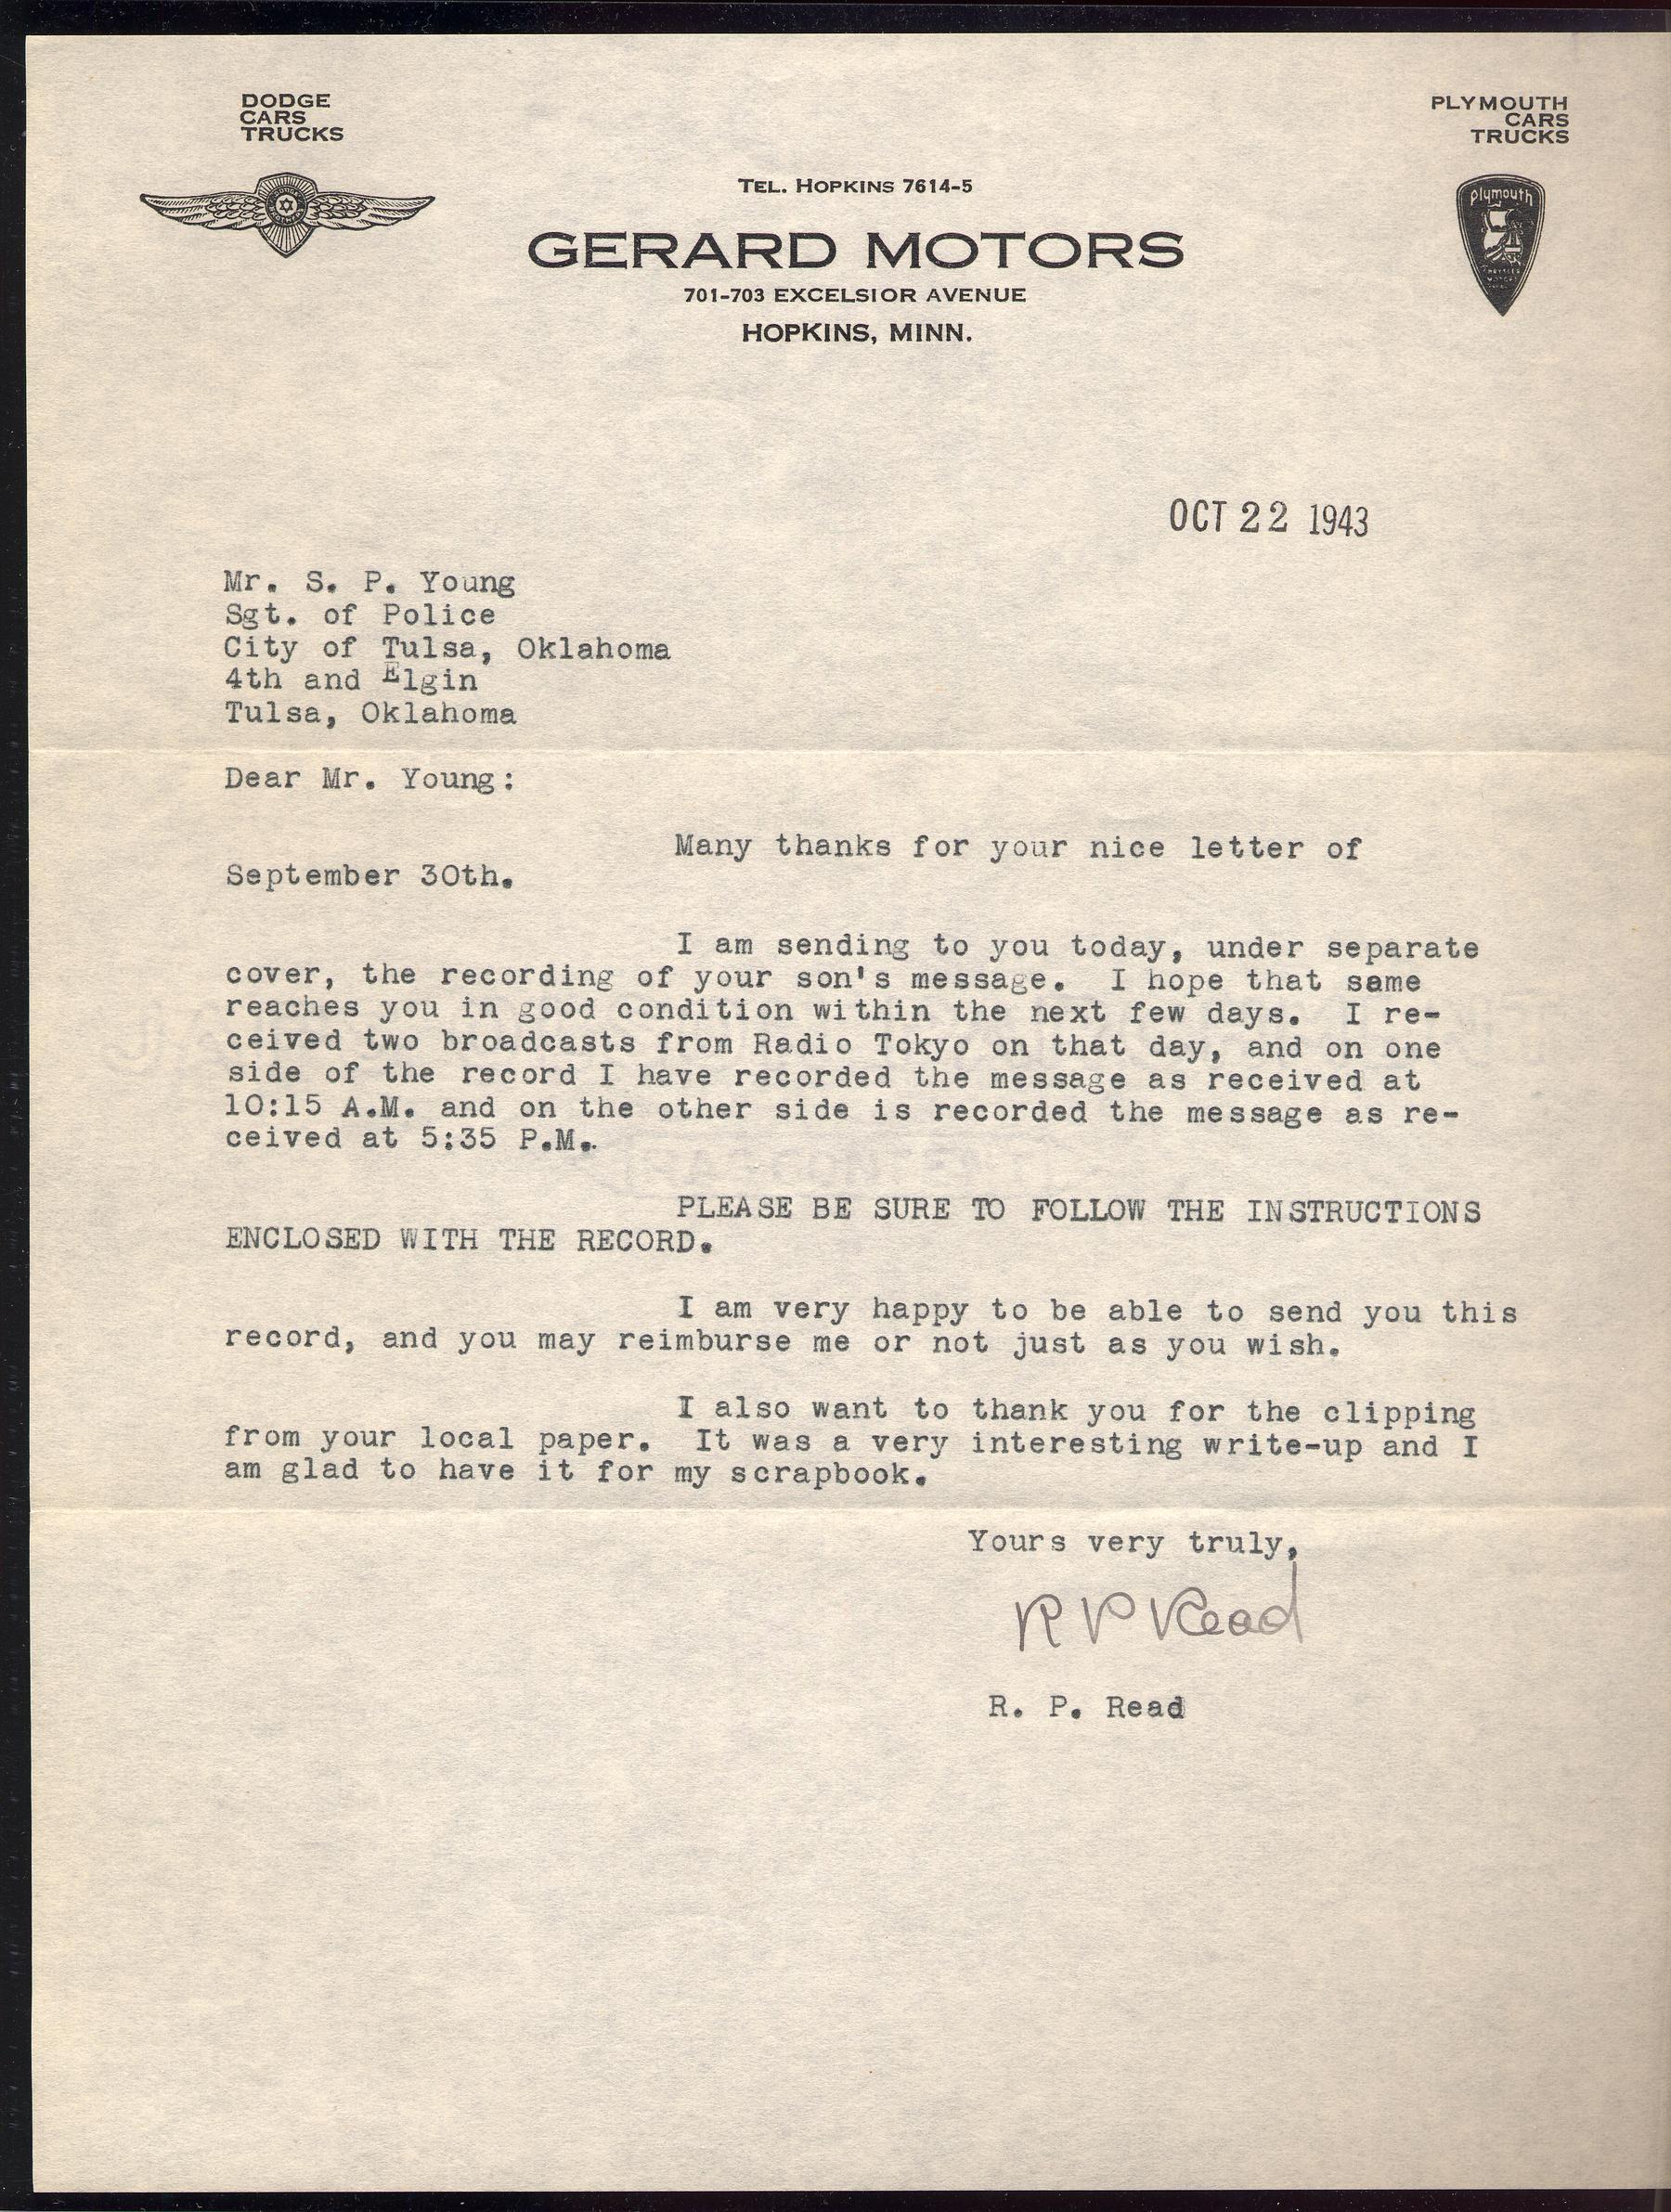 DODGE
CARS
TRUCKS
PLYMOUTH
CARS
TRUCKS
TEL. HOPKINS 7614-5
Plymouth
GERARD MOTORS
701-703 EXCELSIOR AVENUE
HOPKINS, MINN.
OCT 22 1943
Mr. S. P. Young
Sgt. of Police
City of Tulsa, Oklahoma
4th and Elgin
Tulsa, Oklahoma
Dear Mr. Young:
Many thanks for your nice letter of
September 30th.
I am sending to you today, under separate
cover, the recording of your son's message. I hope that same
reaches you in good condition within the next few days. I re-
ceived two broadcasts from Radio Tokyo on that day, and on one
side of the record I have recorded the message as received at
10:15 A.M. and on the other side is recorded the message as re-
ceived at 5:35 P.M.
PLEASE BE SURE TO FOLLOW THE INSTRUCTIONS
ENCLOSED WITH THE RECORD.
I am very happy to be able to send you this
record, and you may reimburse me or not just as you wish.
I also want to thank you for the clipping
from your local paper. It was a very interesting write-up and I
am glad to have it for my scrapbook.
Yours very truly,
R P Read
R. P. Read